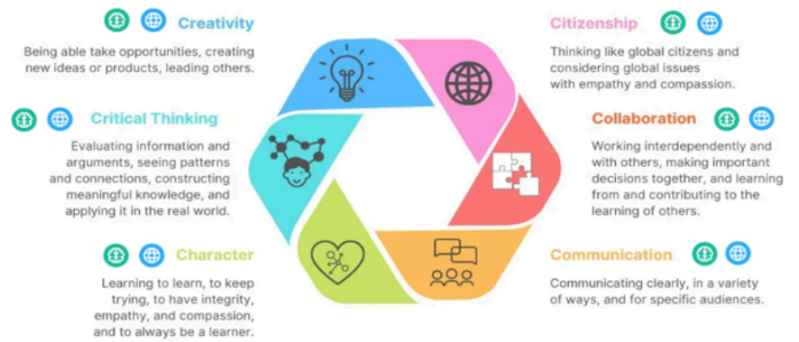 Creativity
Being able take opportunities, creating
new ideas or products, leading others.
Critical Thinking
Evaluating information and
arguments, seeing patterns
and connections, constructing
meaningful knowledge, and
applying it in the real world.
Character
Learning to learn, to keep
trying, to have integrity,
empathy, and compassion,
and to always be a learner.
Citizenship
Thinking like global citizens and
considering global issues
with empathy and compassion.
Collaboration
Working interdependently and
with others, making important
decisions together, and learning
from and contributing to the
learning of others.
Communication
Communicating clearly, in a variety
of ways, and for specific audiences.